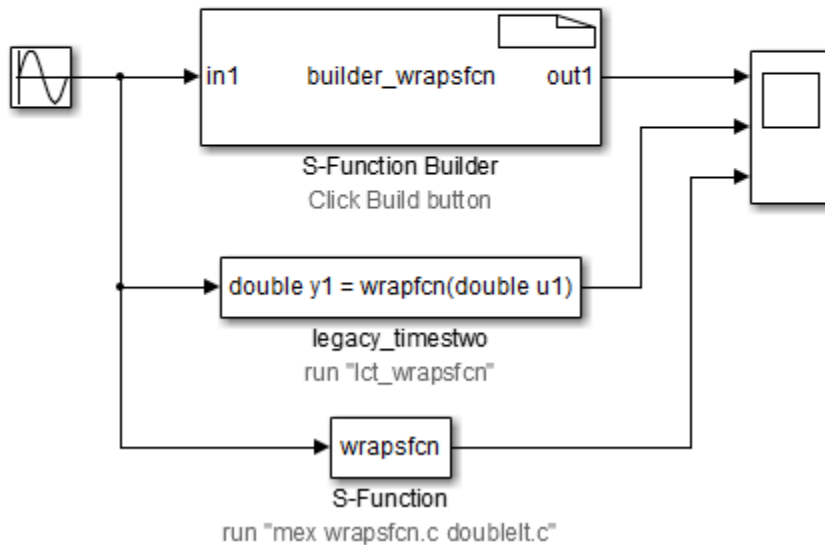 in1 builder_wrapsfcn out1
S-Function Builder
Click Build button
double y1 = wrapfcn(double u1)
legacy_timestwo
run "lct_wrapsfcn"
wrapsfcn
S-Function
run "mex wrapsfcn.c doubleIt.c"